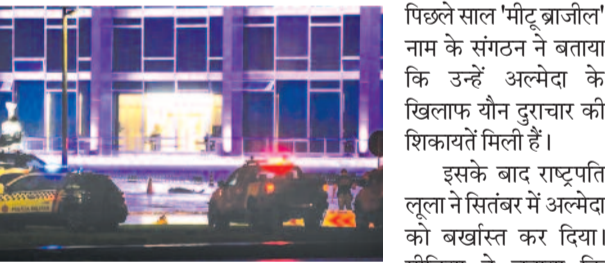 पिछले साल 'मीटू ब्राजील'
नाम के संगठन ने बताया
कि उन्हें अल्मेदा के
खिलाफ यौन दुराचार की
शिकायतें मिली हैं।
इसके बाद राष्ट्रपति
लूला ने सितंबर में अल्मेदा
को बर्खास्त कर दिया।